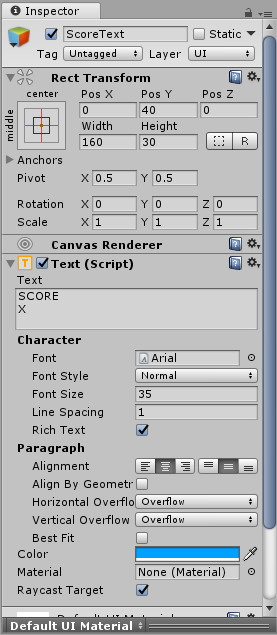 Inspector
ScoreText Static
Tag Untagged Layer UI
Rect Transform
center Pos X Pos Y Pos Z
middle 0 40 0
Width Height
160 30 R
Anchors
Pivot X 0.5 Y 0.5
Rotation X 0 Y 0 Z 0
Scale X 1 Y 1 Z 1
Canvas Renderer
T Text (Script)
Text
SCORE
X
Character
Font Arial
Font Style Normal
Font Size 35
Line Spacing 1
Rich Text
Paragraph
Alignment
Align By Geometr
Horizontal Overflo Overflow
Vertical Overflow Overflow
Best Fit
Color
Material None (Material)
Raycast Target
Default UI Material
Default UI Material